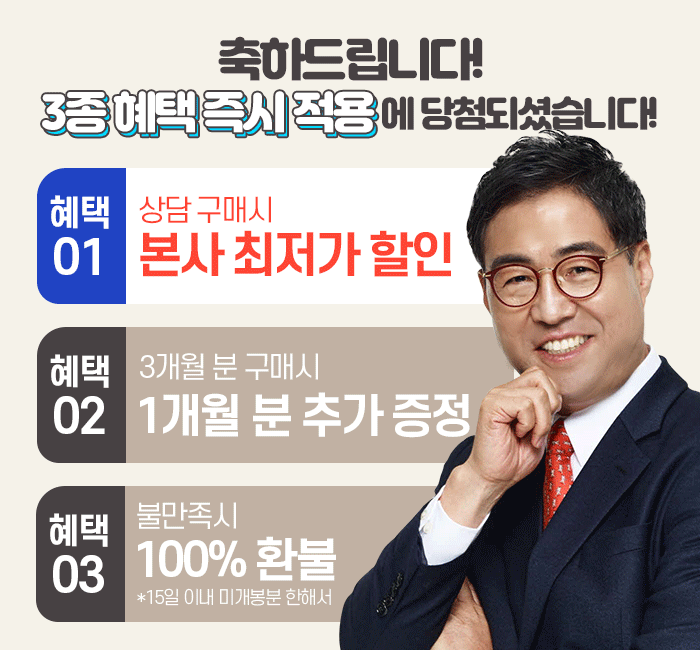 축하드립니다!
3종 혜택 즉시 적용에 당첨되셨습니다!
혜택
01
상담 구매시
본사 최저가 할인
혜택
02
3개월 분 구매시
1개월 분 추가 증정
혜택
03
불만족시
100% 환불
*15일 이내 미개봉분 한해서